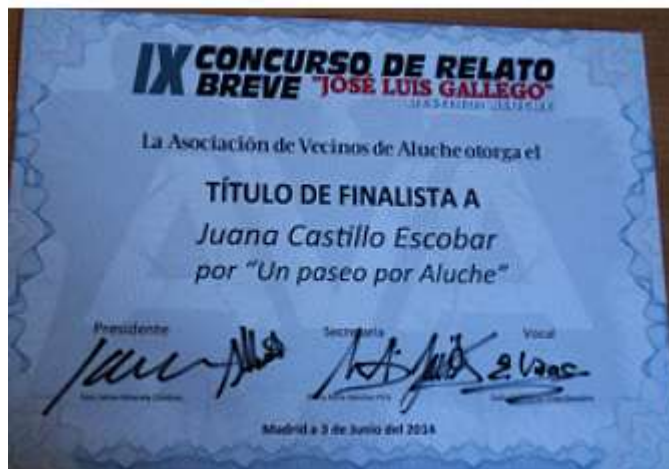 IX CONCURSO DE RELATO
BREVE "JOSÉ LUIS GALLEGO"
La Asociación de Vecinos de Aluche otorga el
TÍTULO DE FINALISTA A
Juana Castillo Escobar
por "Un paseo por Aluche"
Presidente Secretaria Vocal
Madrid a 3 de Junio del 2014